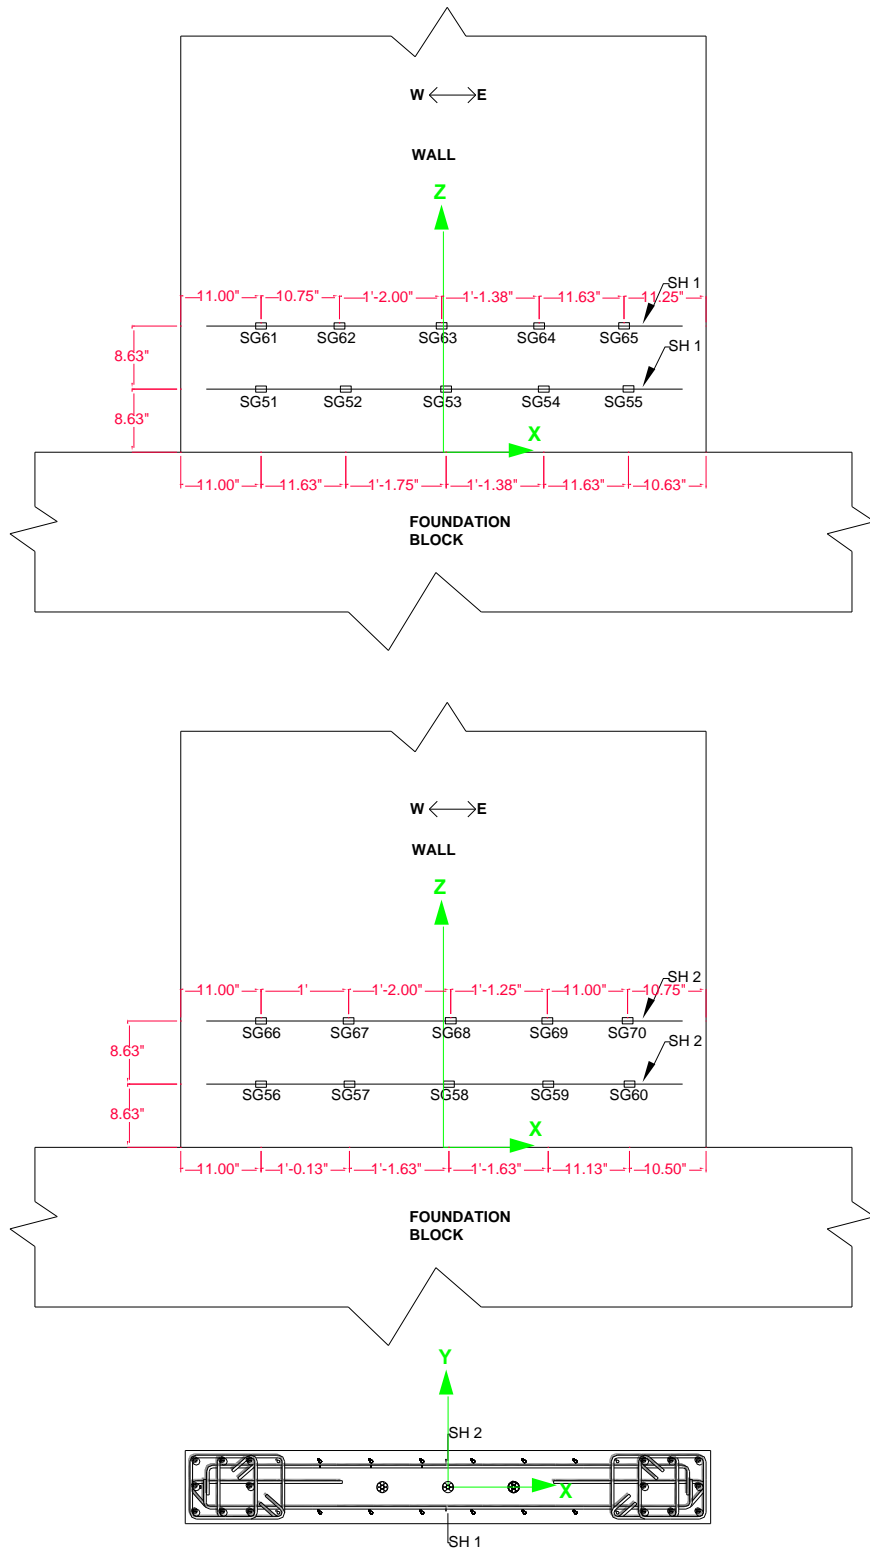 W E
WALL
Z
SH 1
11.00" 10.75" 1'-2.00" 1'-1.38" 11.63" 11.25"
SG61 SG62 SG63 SG64 SG65
8.63"
SH 1
SG51 SG52 SG53 SG54 SG55
8.63"
X
11.00" 11.63" 1'-1.75" 1'-1.38" 11.63" 10.63"
FOUNDATION
BLOCK
W E
WALL
Z
SH 2
11.00" 1' 1'-2.00" 1'-1.25" 11.00" 10.75"
SG66 SG67 SG68 SG69 SG70
8.63"
SH 2
SG56 SG57 SG58 SG59 SG60
8.63"
X
11.00" 1'-0.13" 1'-1.63" 1'-1.63" 11.13" 10.50"
FOUNDATION
BLOCK
Y
SH 2
X
SH 1